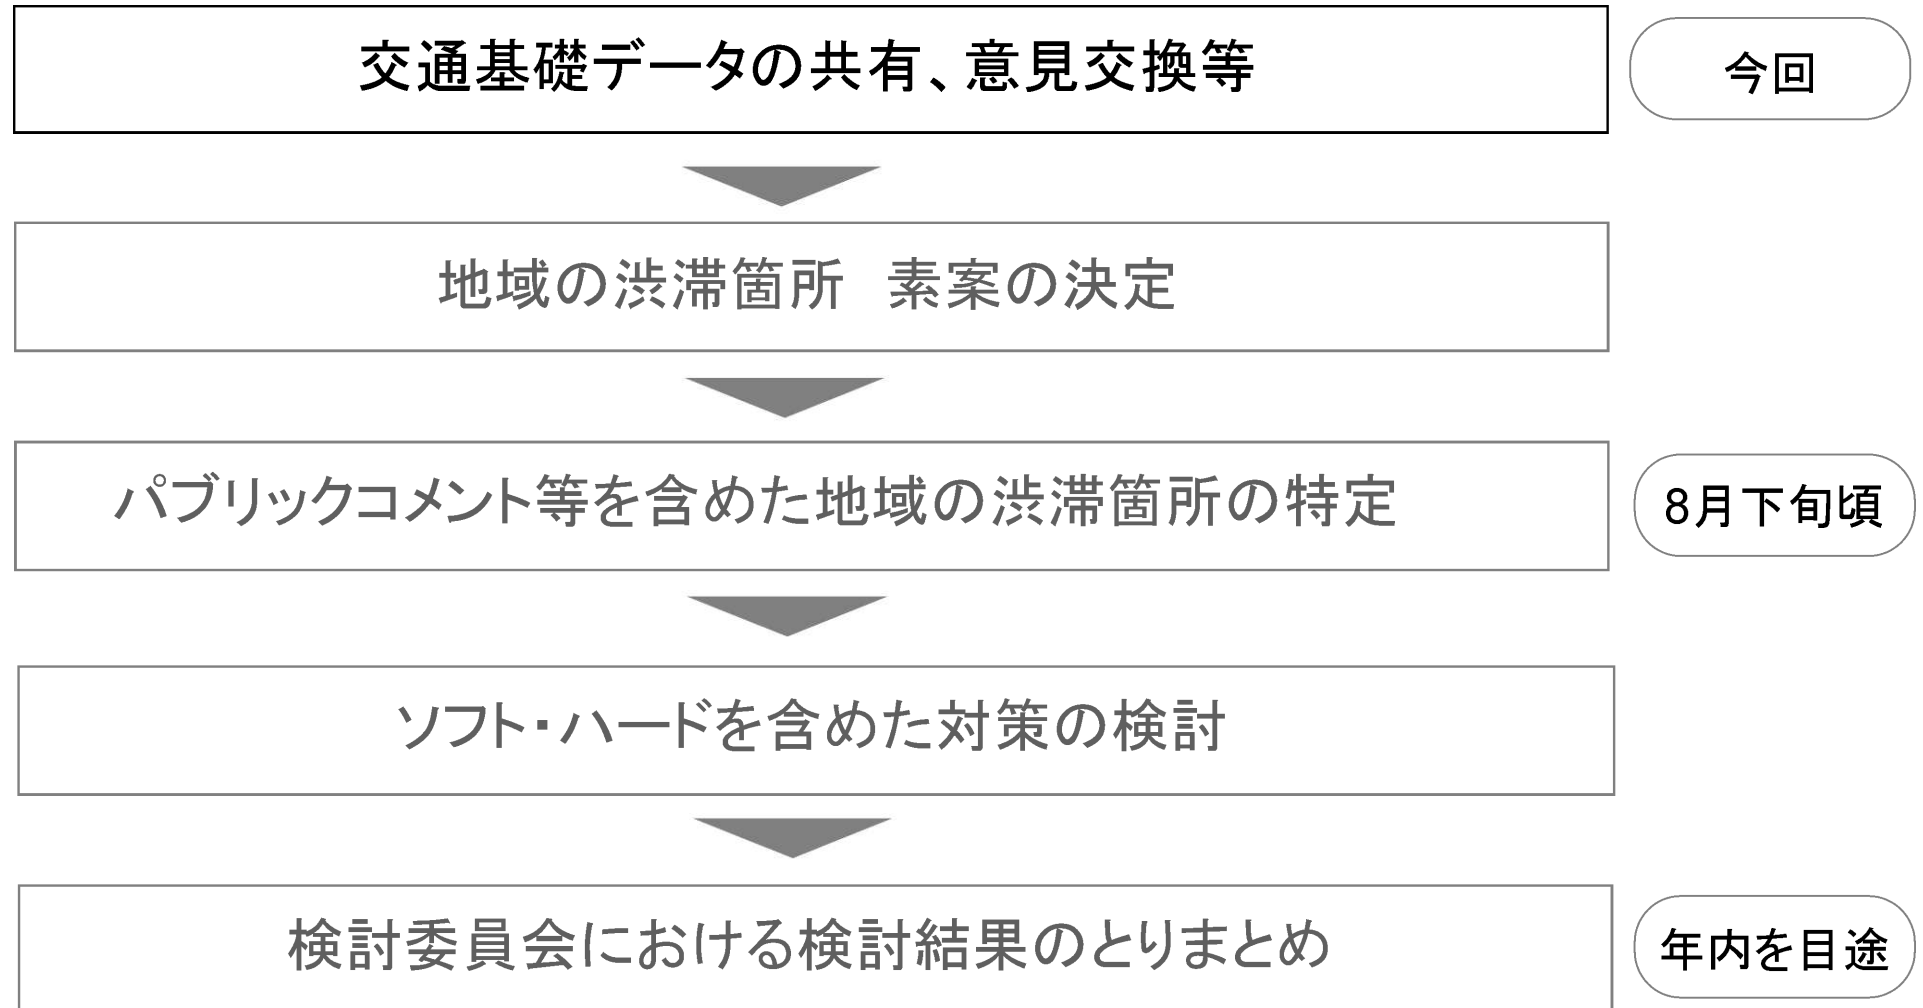 交通基礎データの共有、意見交換等
今回
地域の渋滞箇所　素案の決定
パブリックコメント等を含めた地域の渋滞箇所の特定
8月下旬頃
ソフト・ハードを含めた対策の検討
検討委員会における検討結果のとりまとめ
年内を目途